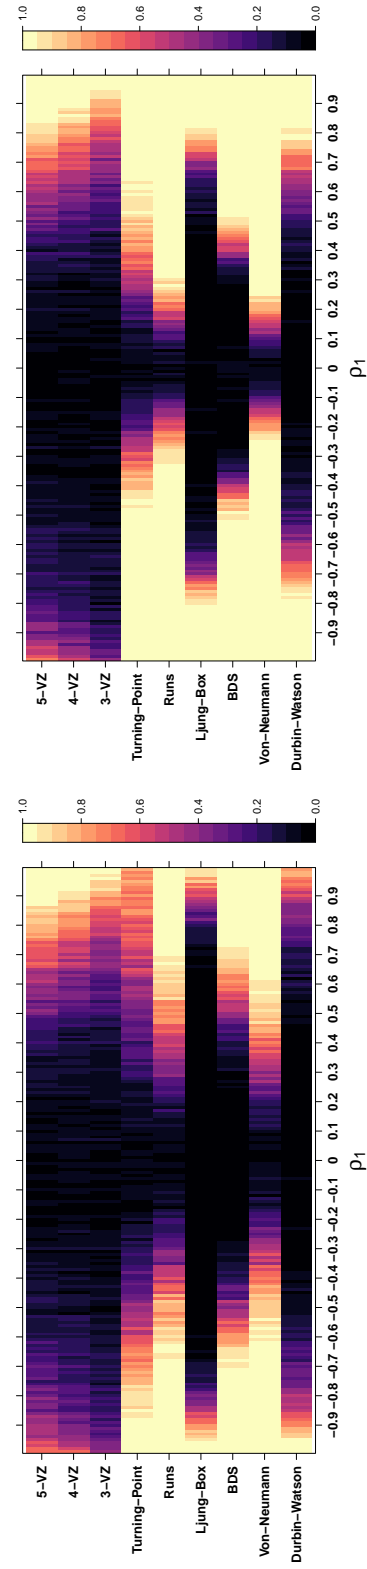 1.0
0.8
0.6
0.4
0.2
0.0
5−VZ
4−VZ
3−VZ
Turning−Point
Runs
Ljung−Box
BDS
Von−Neumann
Durbin−Watson
−0.9 −0.8 −0.7 −0.6 −0.5 −0.4 −0.3 −0.2 −0.1 0 0.1 0.2 0.3 0.4 0.5 0.6 0.7 0.8 0.9
ρ1
1.0
0.8
0.6
0.4
0.2
0.0
5−VZ
4−VZ
3−VZ
Turning−Point
Runs
Ljung−Box
BDS
Von−Neumann
Durbin−Watson
−0.9 −0.8 −0.7 −0.6 −0.5 −0.4 −0.3 −0.2 −0.1 0 0.1 0.2 0.3 0.4 0.5 0.6 0.7 0.8 0.9
ρ1